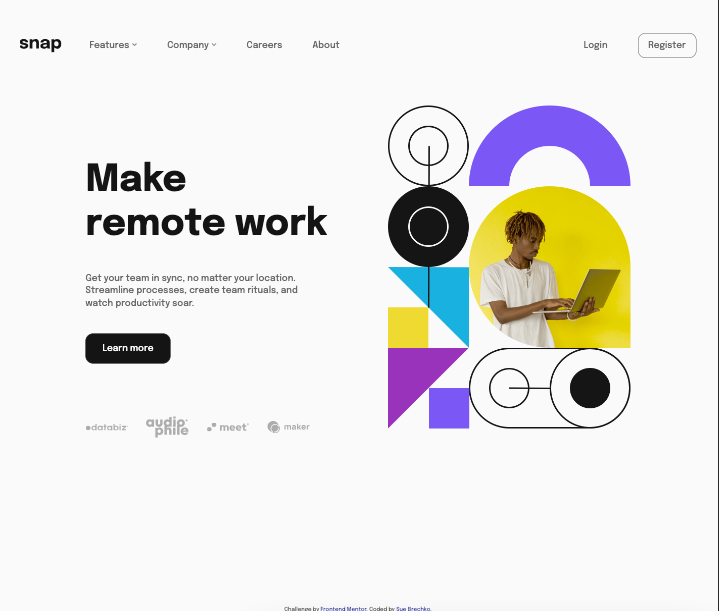 snap Features Company Careers About Login Register
Make
remote work
Get your team in sync, no matter your location.
Streamline processes, create team rituals, and
watch productivity soar.
Learn more
databiz audiophile meet maker
Challenge by Frontend Mentor. Coded by Sue Brechko.